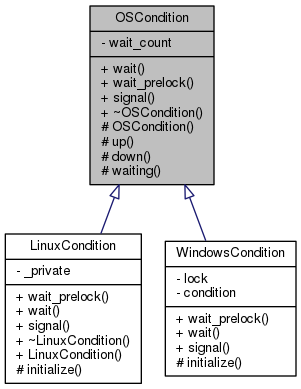 OSCondition
- wait_count
+ wait()
+ wait_prelock()
+ signal()
+ ~OSCondition()
# OSCondition()
# up()
# down()
# waiting()
LinuxCondition
- _private
+ wait_prelock()
+ wait()
+ signal()
+ ~LinuxCondition()
+ LinuxCondition()
# initialize()
WindowsCondition
- lock
- condition
+ wait_prelock()
+ wait()
+ signal()
# initialize()